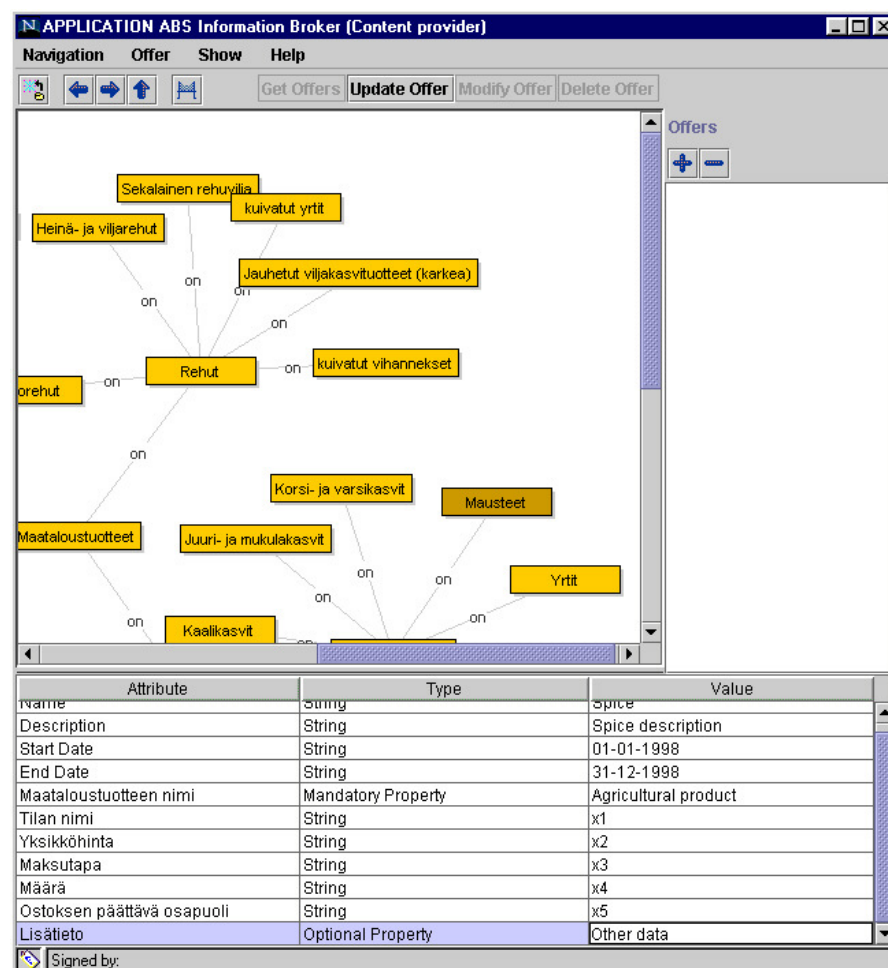 APPLICATION ABS Information Broker (Content provider)
Navigation Offer Show Help
Get Offers Update Offer Modify Offer Delete Offer
Offers
Sekalainen rehuvilja
kuivatut yrtit
Heinä- ja viljarehut
Jauhetut viljakasvituotteet (karkea)
on
on
on
on
Rehut
on
kuivatut vihannekset
on
orehut
on
Korsi- ja varsikasvit
Mausteet
Maataloustuotteet
Juuri- ja mukulakasvit
on
on
Yrtit
on
on
on
Kaalikasvit
on
Attribute Type Value
Name String Spice
Description String Spice description
Start Date String 01-01-1998
End Date String 31-12-1998
Maataloustuotteen nimi Mandatory Property Agricultural product
Tilan nimi String x1
Yksikköhinta String x2
Maksutapa String x3
Määrä String x4
Ostoksen päättävä osapuoli String x5
Lisätieto Optional Property Other data
Signed by: